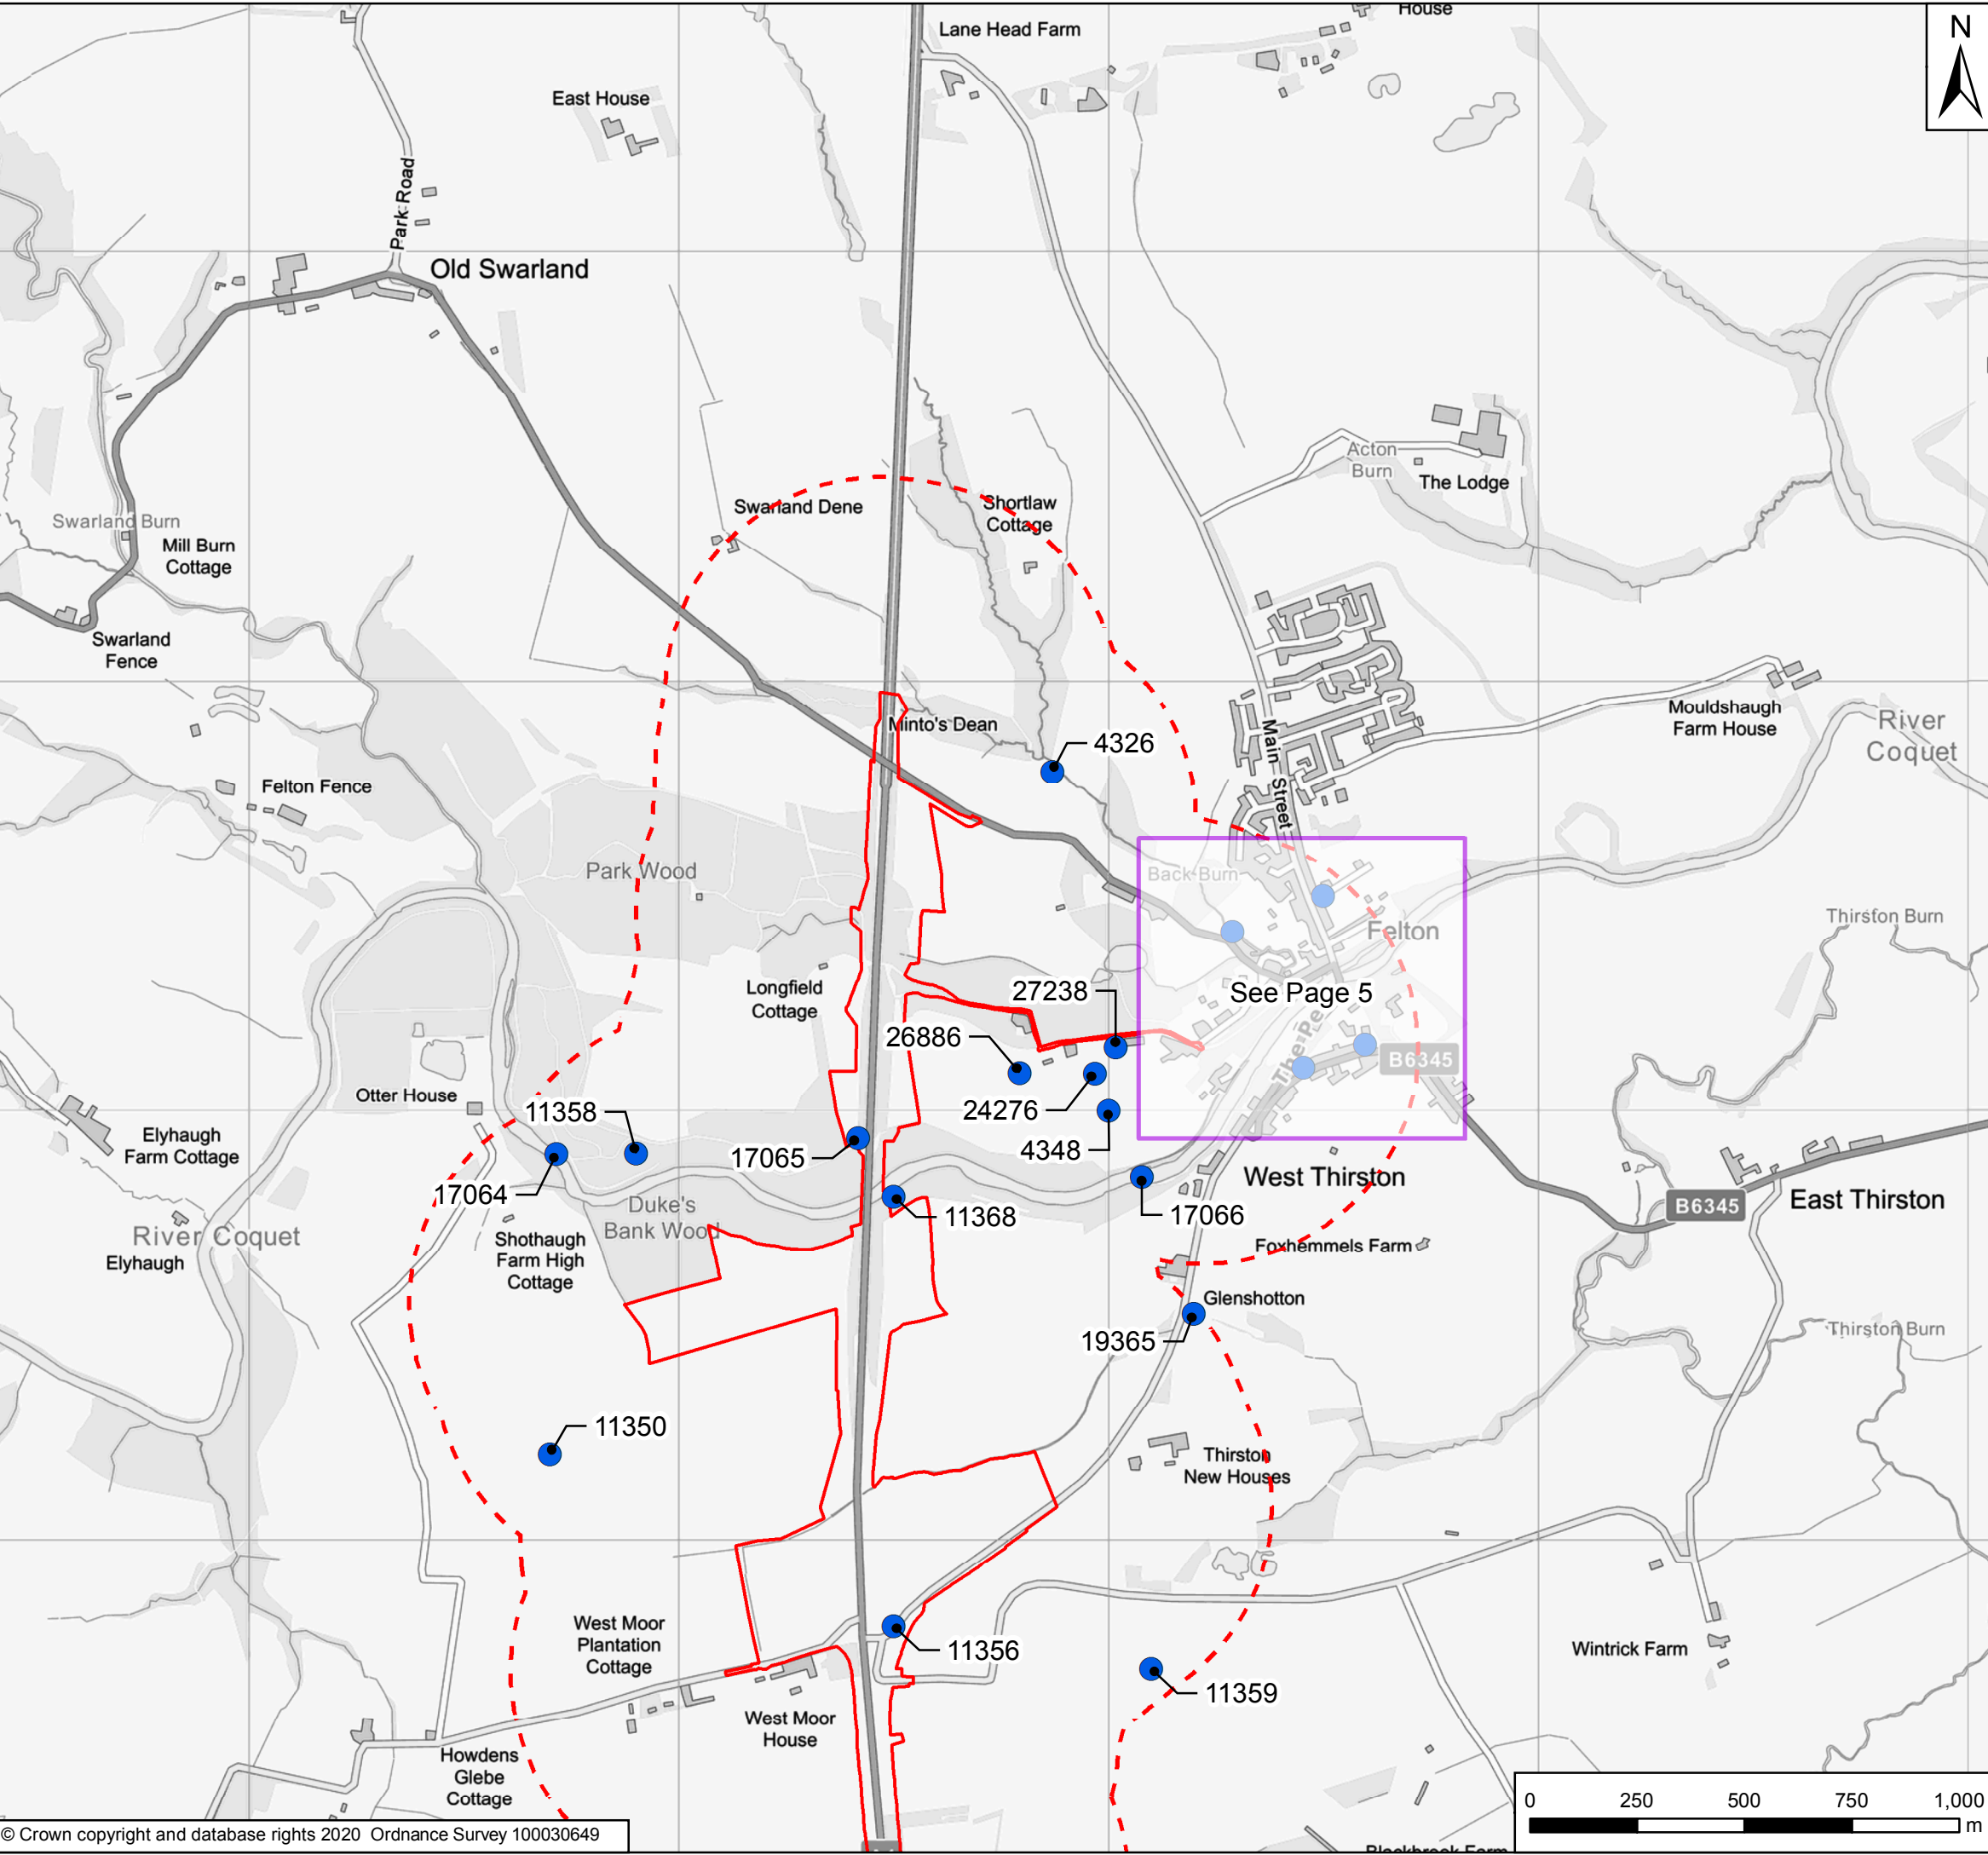 House
Lane Head Farm
N
East House
Park Road
Old Swarland
Acton
Burn
The Lodge
Swarland Dene
Shortlaw
Cottage
Swarland Burn
Mill Burn
Cottage
Swarland
Fence
Mouldshaugh
Farm House
River
Coquet
Minto's Dean
4326
Main Street
Felton Fence
Park Wood
Back Burn
Felton
Thirston Burn
Longfield
Cottage
27238
See Page 5
26886
B6345
Otter House
11358
24276
Elyhaugh
Farm Cottage
17065
4348
17064
West Thirston
Duke's
Bank Wood
B6345
East Thirston
11368
17066
River Coquet
Elyhaugh
Shothaugh
Farm High
Cottage
Foxhemmels Farm
Glenshotton
19365
Thirston Burn
11350
Thirston
New Houses
West Moor
Plantation
Cottage
11356
Wintrick Farm
11359
West Moor
House
Howdens
Glebe
Cottage
0 250 500 750 1,000
m
© Crown copyright and database rights 2020 Ordnance Survey 100030649